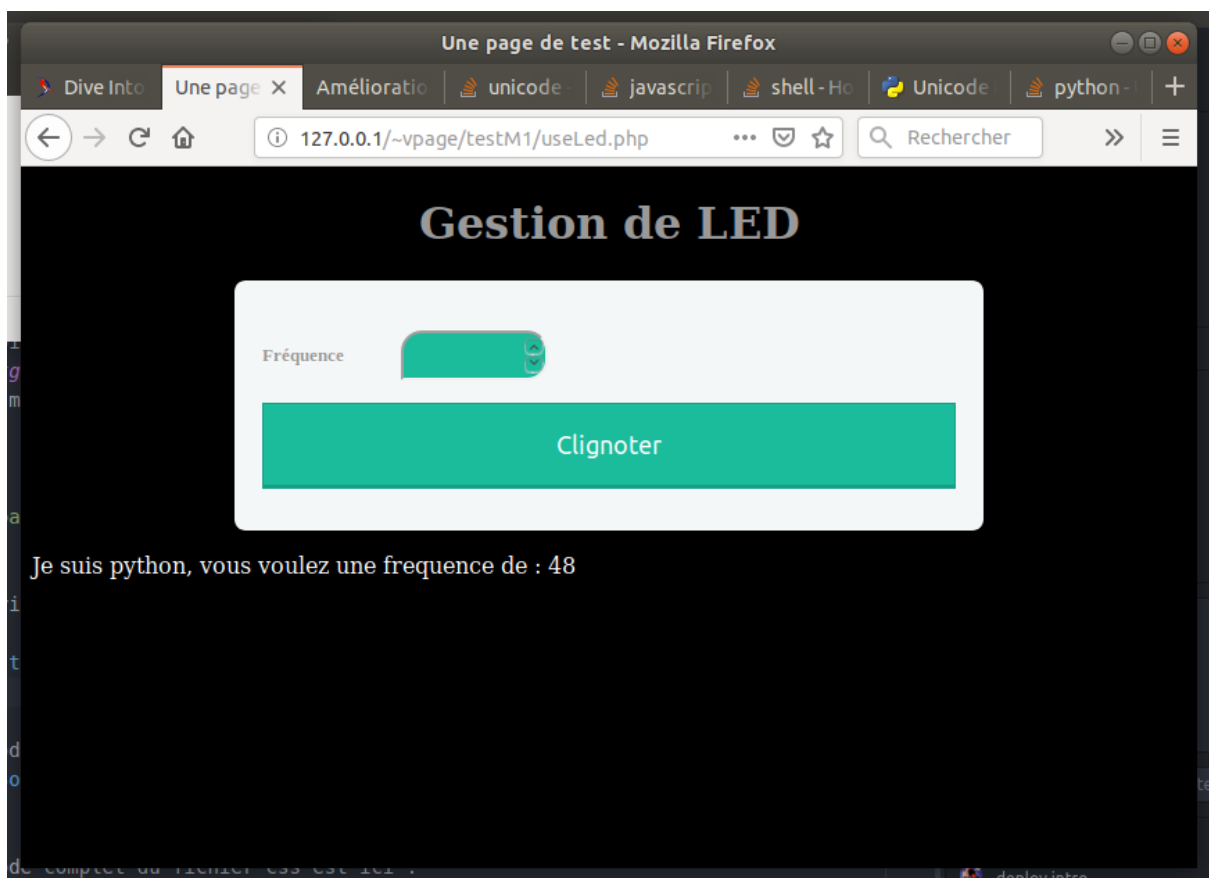 Une page de test - Mozilla Firefox
Dive Into Une page Amélioratio unicode - javascrip shell - Ho Unicode python -
127.0.0.1/~vpage/testM1/useLed.php Rechercher
Gestion de LED
Fréquence
Clignoter
Je suis python, vous voulez une frequence de : 48